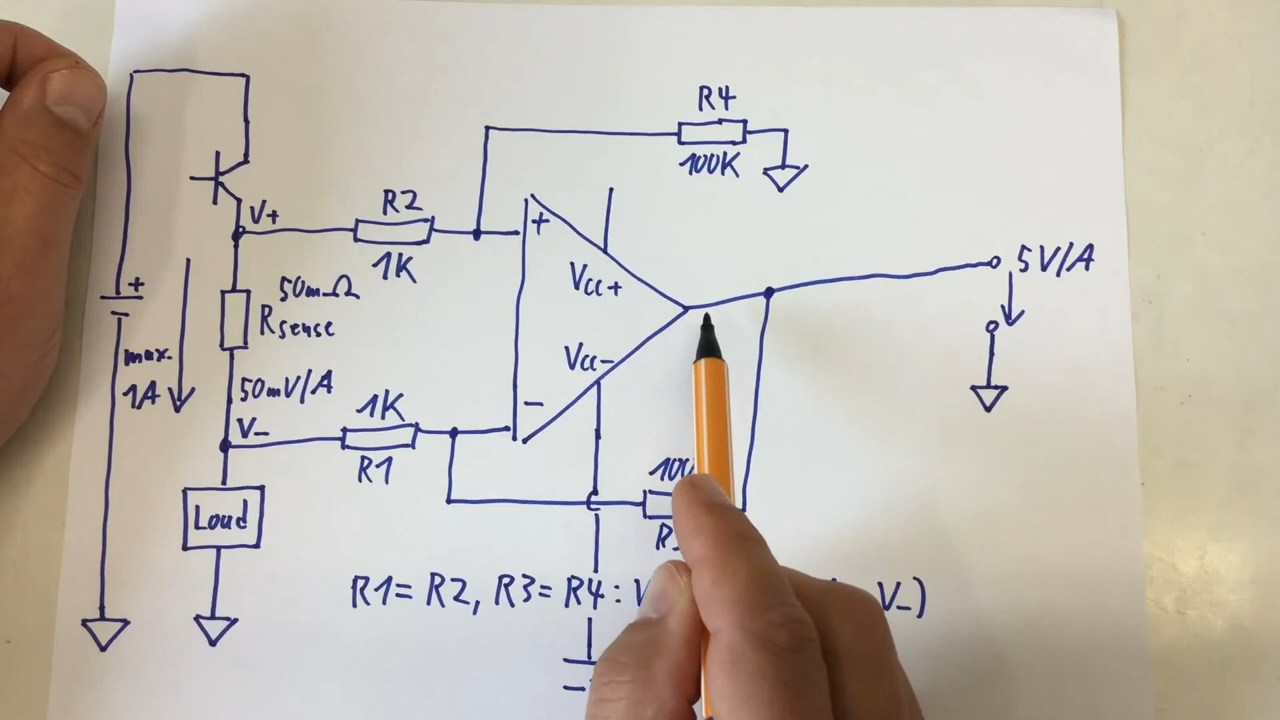 R4
100K
R2
1K
V+
+
Vcc+
5V/A
50mΩ
Rsense
+
max.
1A
50mV/A
V-
Vcc-
-
1K
R1
Load
R1=R2, R3=R4: V-)